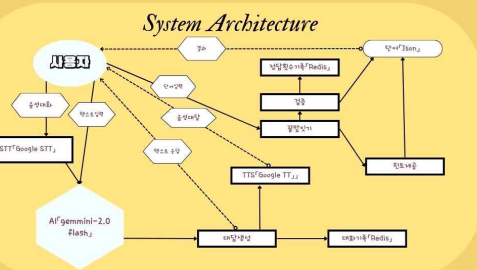 System Architecture
사용자
결과
단어「Json」
정답횟수기록「Redis」
단어입력
음성대화
텍스트입력
음성대답
검증
끝말잇기
STT「Google STT」
텍스트 응답
힌트제공
TTS「Google TT」」
AI「gemmini-2.0
flash」
대답생성
대화기록「Redis」